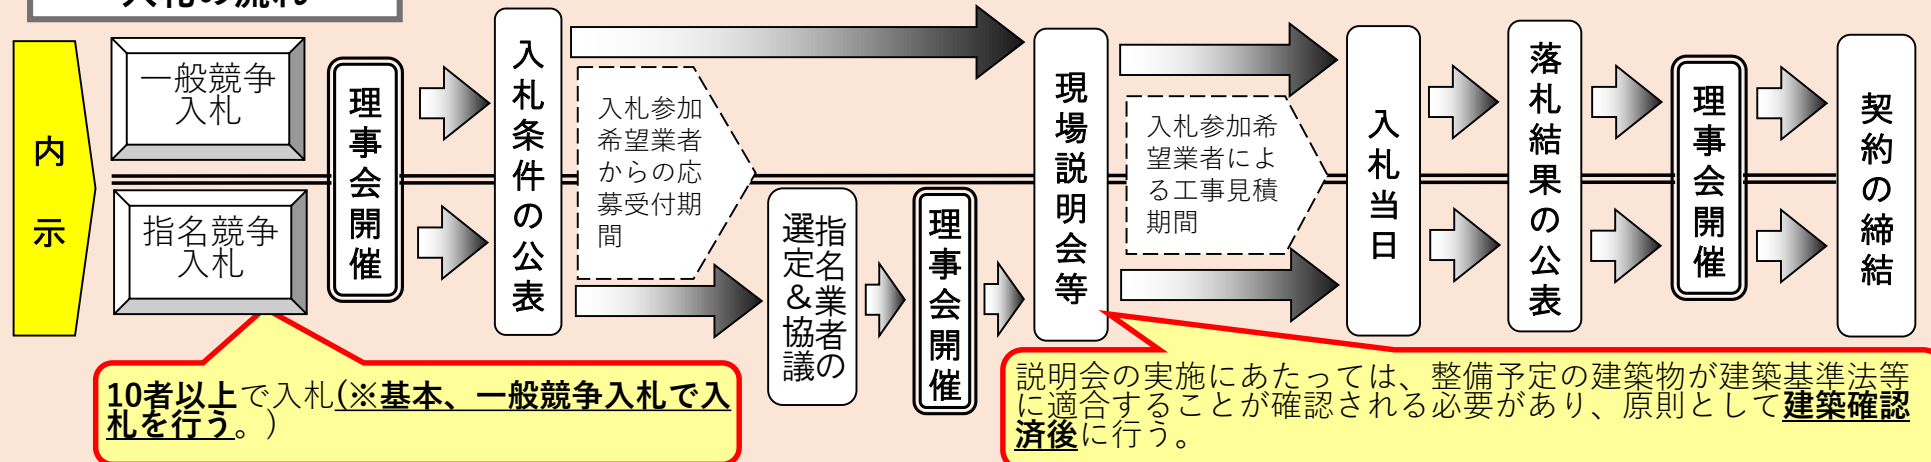 入札の流れ
内示
一般競争
入札
指名競争
入札
理事会開催
入札条件の公表
入札参加
希望業者
からの応
募受付期
間
指名業者の
選定&協議
理事会開催
現場説明会等
入札参加希
望業者によ
る工事見積
期間
入札当日
落札結果の公表
理事会開催
契約の締結
10者以上で入札(※基本、一般競争入札で入
札を行う。)
説明会の実施にあたっては、整備予定の建築物が建築基準法等
に適合することが確認される必要があり、原則として建築確認
済後に行う。